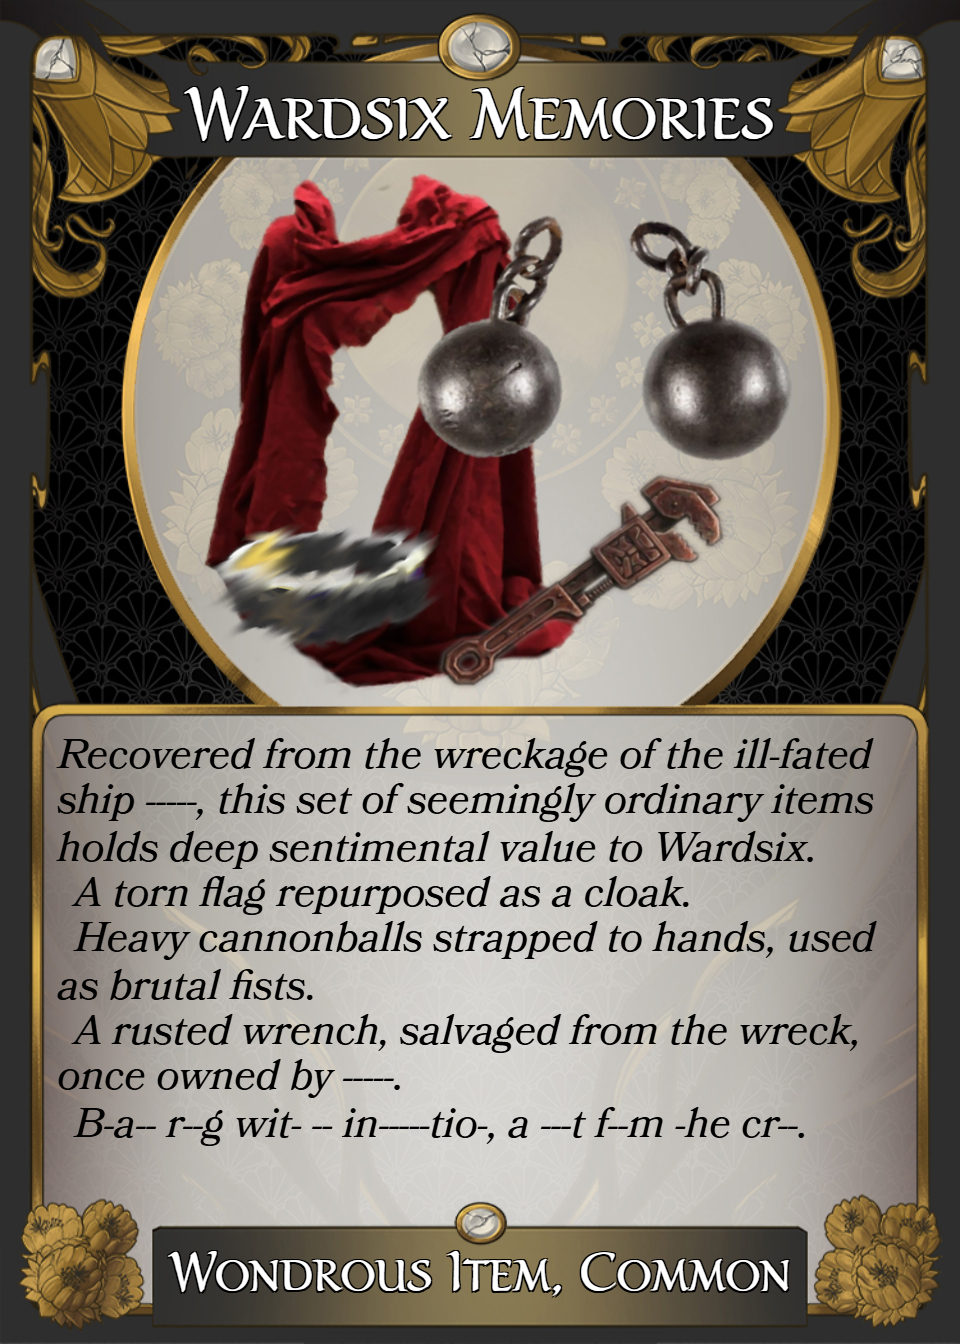 WARDSIX MEMORIES
Recovered from the wreckage of the ill-fated
ship -----, this set of seemingly ordinary items
holds deep sentimental value to Wardsix.
A torn flag repurposed as a cloak.
Heavy cannonballs strapped to hands, used
as brutal fists.
A rusted wrench, salvaged from the wreck,
once owned by -----.
B-a-- r--g wit- -- in-----tio-, a ---t f--m -he cr--.
WONDROUS ITEM, COMMON